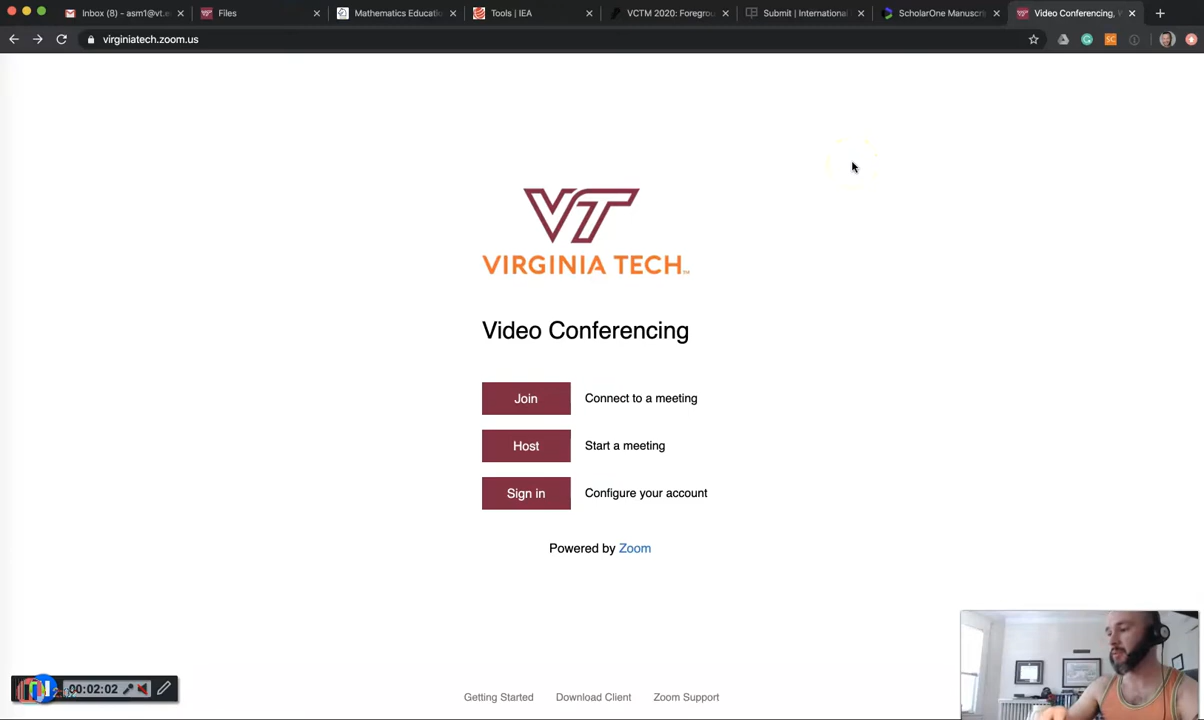 Inbox (8) - asm1@vt.e
Files
Mathematics Educatio
Tools | IEA
VCTM 2020: Foregrou
Submit | International
ScholarOne Manuscri
Video Conferencing,
virginiatech.zoom.us
VT
VIRGINIA TECH™
Video Conferencing
Join Connect to a meeting
Host Start a meeting
Sign in Configure your account
Powered by Zoom
00:02:02
Getting Started Download Client Zoom Support